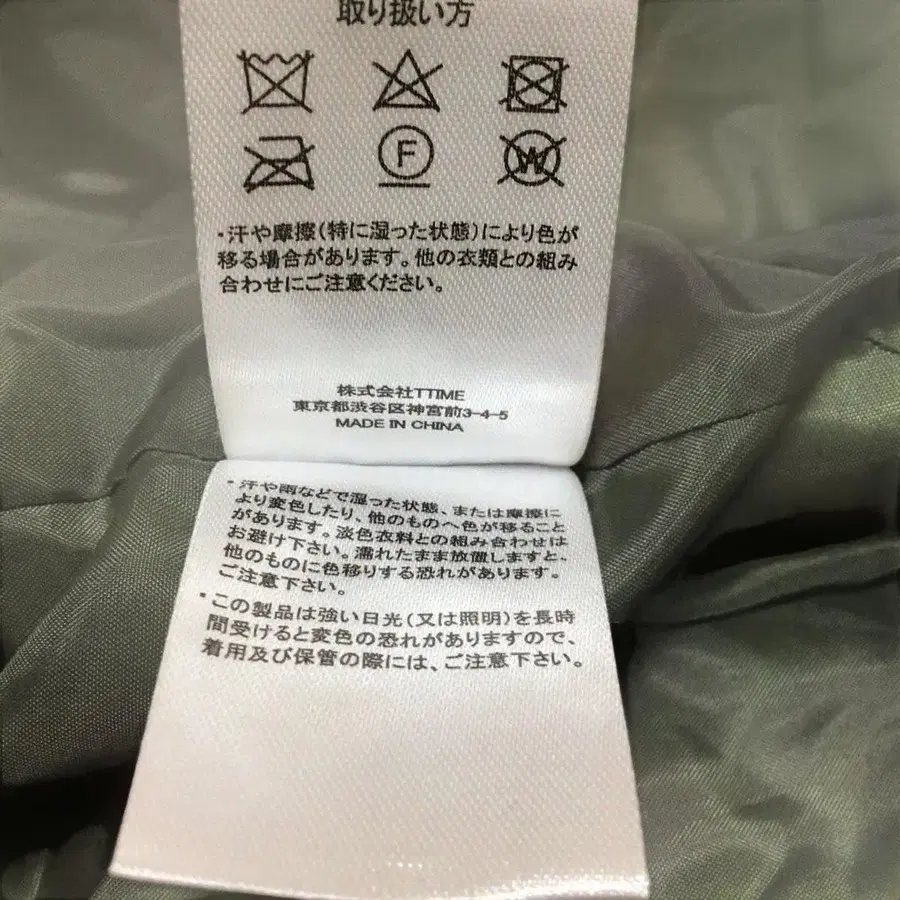 取り扱い方
F
W
・汗や摩擦(特に湿った状態)により色が
移る場合があります。他の衣類との組み
合わせにご注意ください。
株式会社TTIME
東京都渋谷区神宮前3-4-5
MADE IN CHINA
・汗や雨などで湿った状態、または摩擦に
より変色したり、他のものへ色が移ること
があります。淡色衣料との組み合わせは
お避け下さい。濡れたまま放置しますと、
他のものに色移りする恐れがあります。
ご注意下さい。
・この製品は強い日光(又は照明)を長時
間受けると変色の恐れがありますので、
着用及び保管の際には、ご注意下さい。